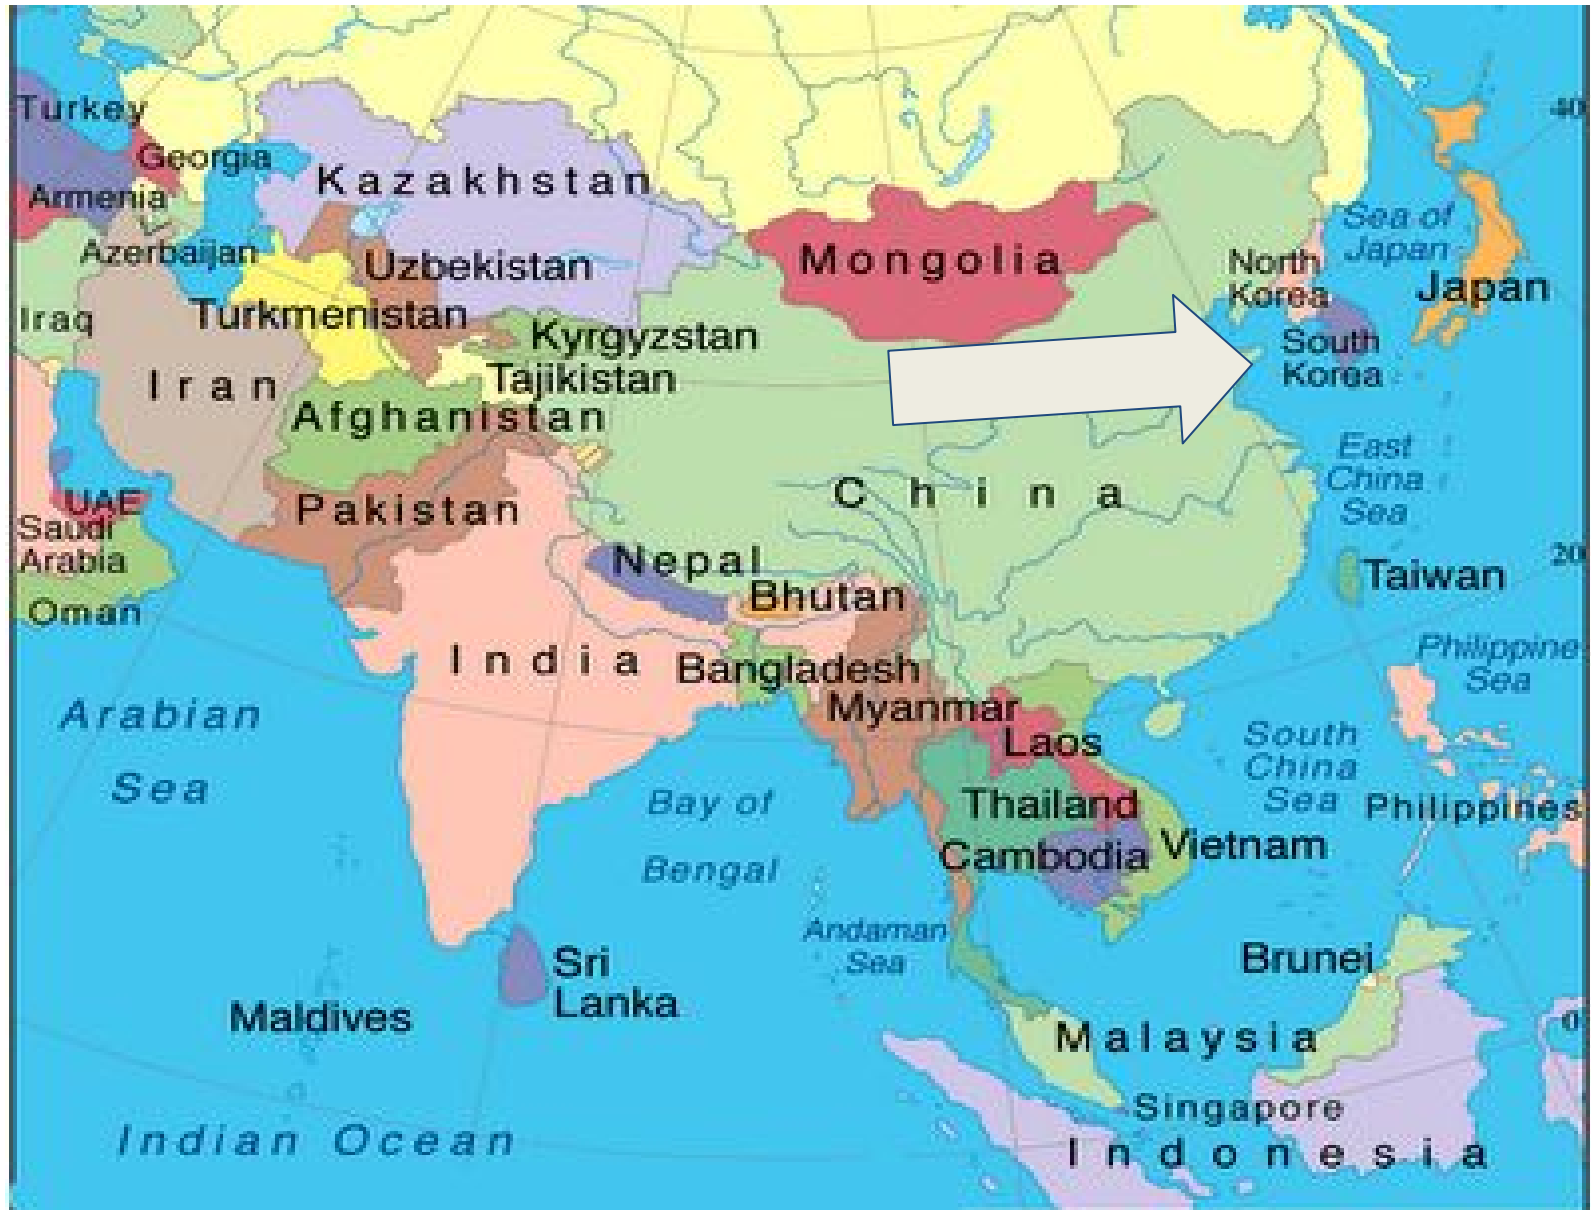 Turkey
40
Georgia
Kazakhstan
Armenia
Sea of
Japan
Azerbaijan
Mongolia
North
Korea
Uzbekistan
Japan
Iraq
Turkmenistan
Kyrgyzstan
South
Korea
Iran
Tajikistan
Afghanistan
East
China
Sea
China
UAE
Pakistan
Saudi
Arabia
Nepal
20
Taiwan
Oman
Bhutan
India
Bangladesh
Philippine
Sea
Arabian
Sea
Myanmar
Laos
South
China
Sea
Bay of
Bengal
Thailand
Philippines
Cambodia
Vietnam
Andaman
Sea
Brunei
Sri
Lanka
Maldives
Malaysia
0
Singapore
Indian Ocean
Indonesia